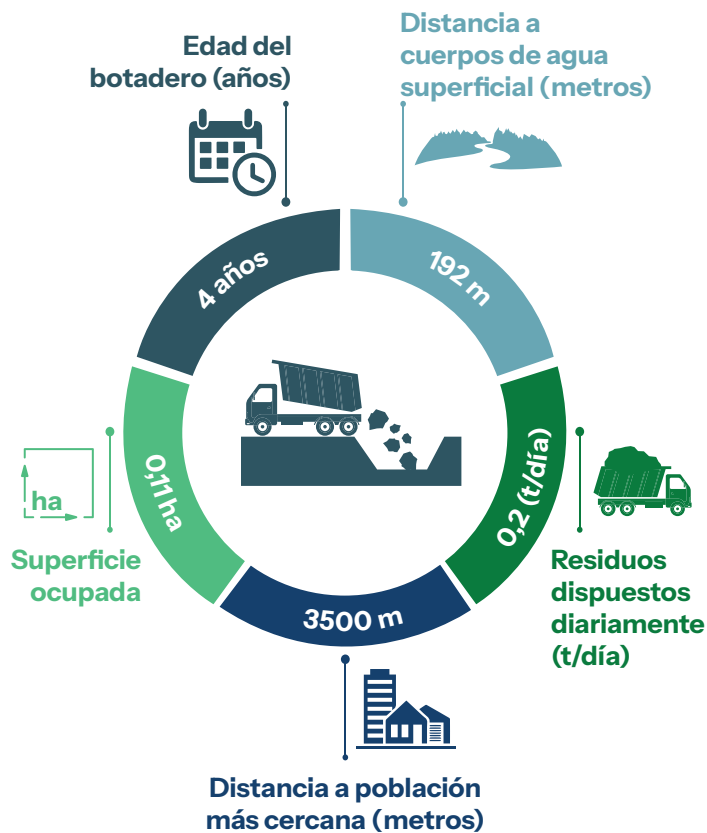 Edad del
botadero (años)
Distancia a
cuerpos de agua
superficial (metros)
4 años
192 m
0,11 ha
0,2 (t/día)
3500 m
ha
Superficie
ocupada
Residuos
dispuestos
diariamente
(t/día)
Distancia a población
más cercana (metros)